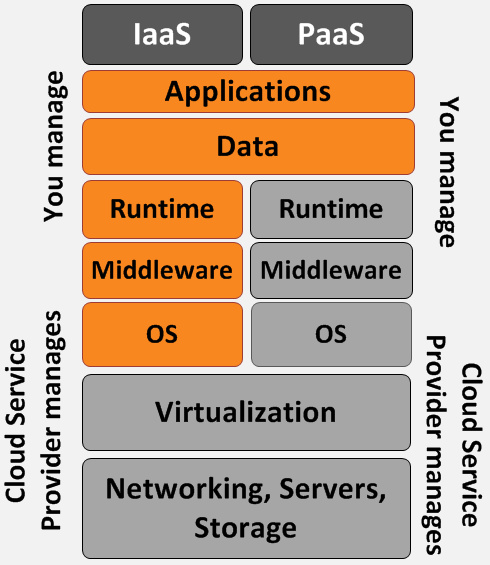 IaaS PaaS
Applications
Data
Runtime Runtime
Middleware Middleware
OS OS
Virtualization
Networking, Servers,
Storage
You manage
Cloud Service
Provider manages
You manage
Cloud Service
Provider manages